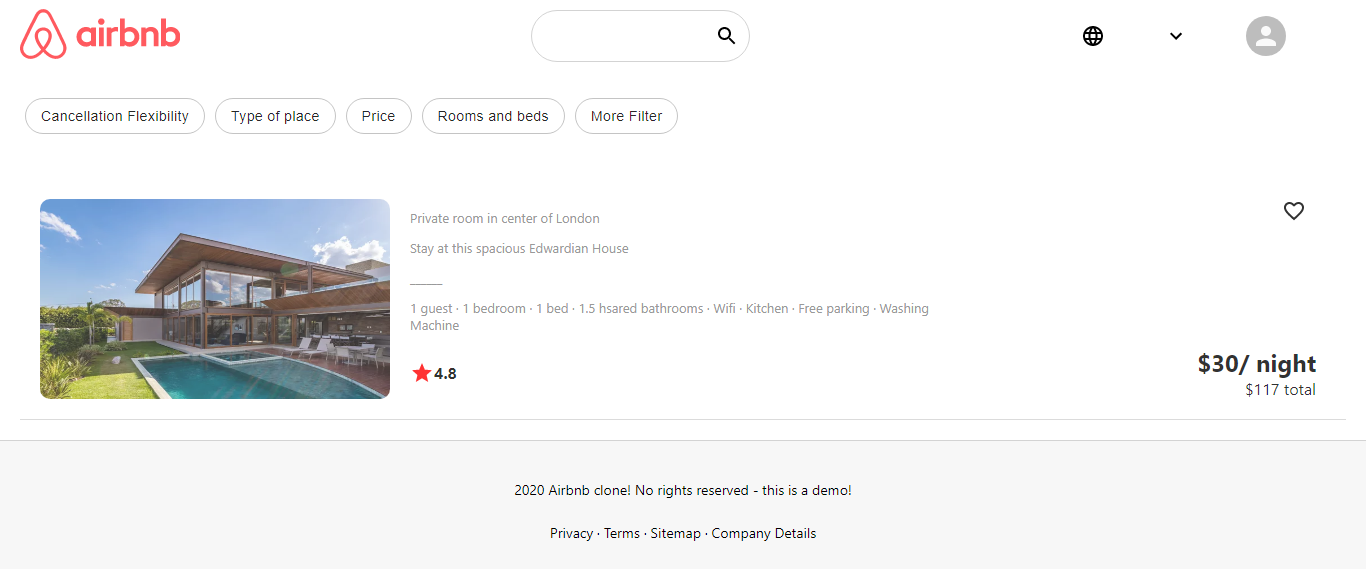 airbnb
Cancellation Flexibility
Type of place
Price
Rooms and beds
More Filter
Private room in center of London
Stay at this spacious Edwardian House
1 guest · 1 bedroom · 1 bed · 1.5 hsared bathrooms · Wifi · Kitchen · Free parking · Washing
Machine
4.8
$30/ night
$117 total
2020 Airbnb clone! No rights reserved - this is a demo!
Privacy · Terms · Sitemap · Company Details